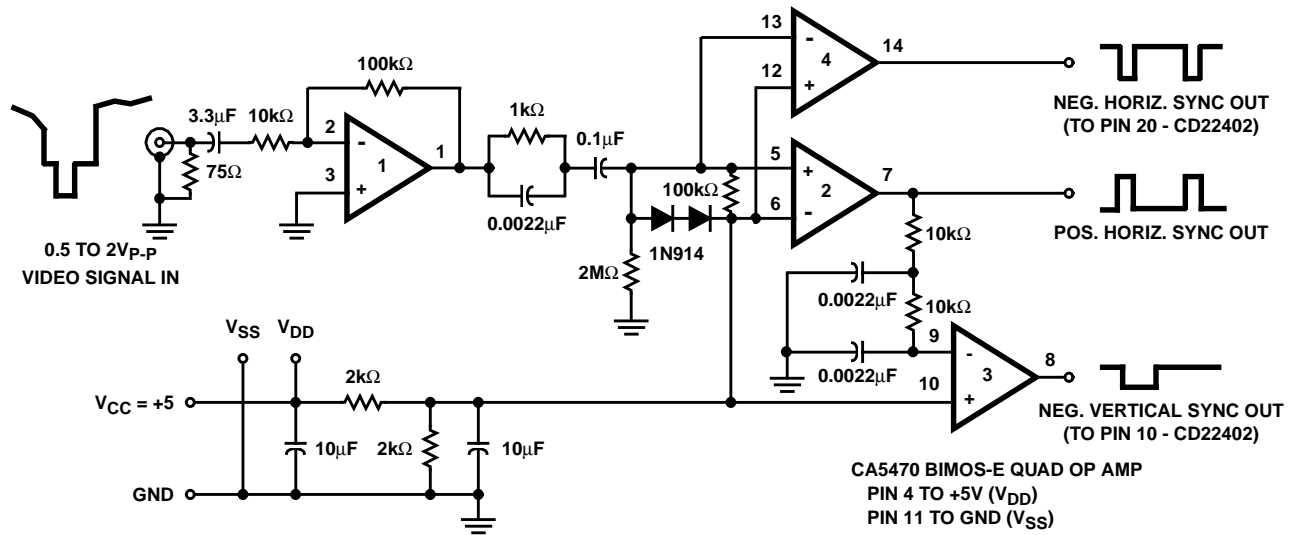 13
-
4
14
12
+
NEG. HORIZ. SYNC OUT
(TO PIN 20 - CD22402)
100kΩ
3.3μF
10kΩ
2
-
1
1
3
+
75Ω
1kΩ
0.1μF
0.0022μF
5
+
2
7
100kΩ
6
-
1N914
2MΩ
POS. HORIZ. SYNC OUT
0.5 TO 2VP-P
VIDEO SIGNAL IN
10kΩ
0.0022μF
10kΩ
9
-
3
8
0.0022μF
10
+
NEG. VERTICAL SYNC OUT
(TO PIN 10 - CD22402)
VSS
VDD
2kΩ
VCC = +5
10μF
2kΩ
10μF
GND
CA5470 BIMOS-E QUAD OP AMP
PIN 4 TO +5V (VDD)
PIN 11 TO GND (VSS)